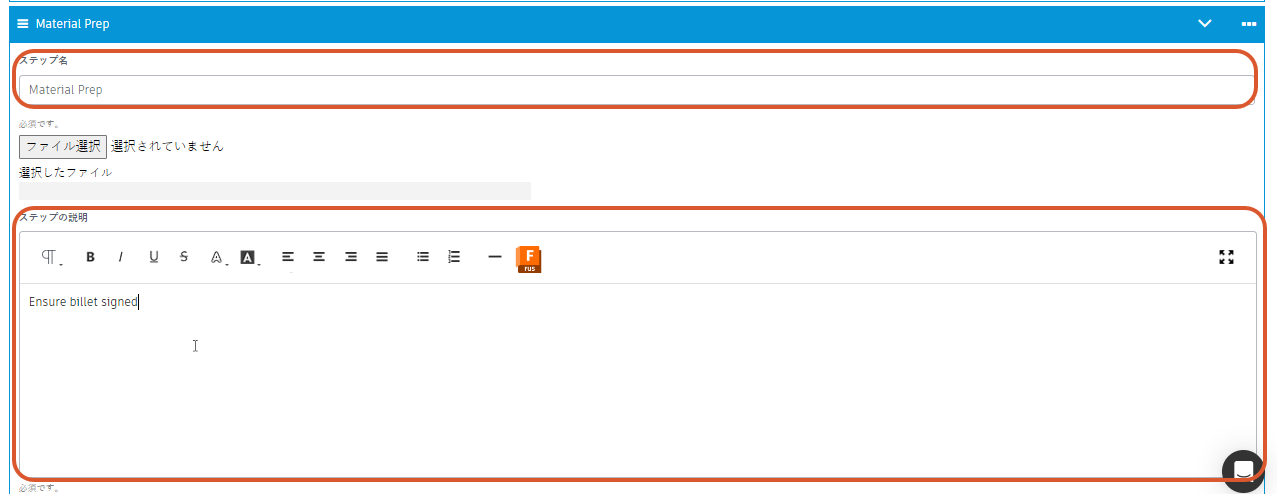 Material Prep
ステップ名
Material Prep
必須です。
ファイル選択 選択されていません
選択したファイル
ステップの説明
B I U S A A F
rus
Ensure billet signed
必須です。